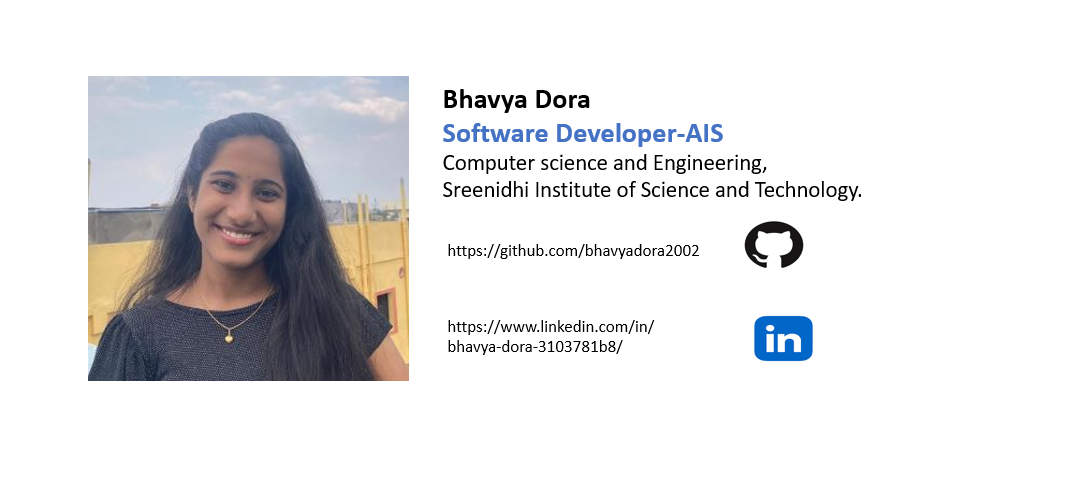 Bhavya Dora
Software Developer-AIS
Computer science and Engineering,
Sreenidhi Institute of Science and Technology.
https://github.com/bhavyadora2002
https://www.linkedin.com/in/
bhavya-dora-3103781b8/
in